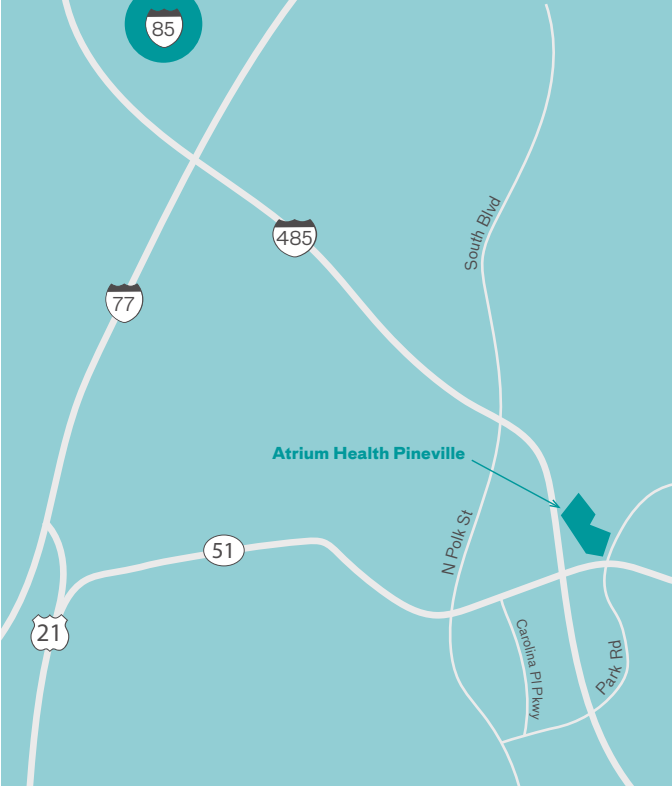 85
South Blvd
485
77
Atrium Health Pineville
N Polk St
51
21
Carolina Pl Pkwy
Park Rd